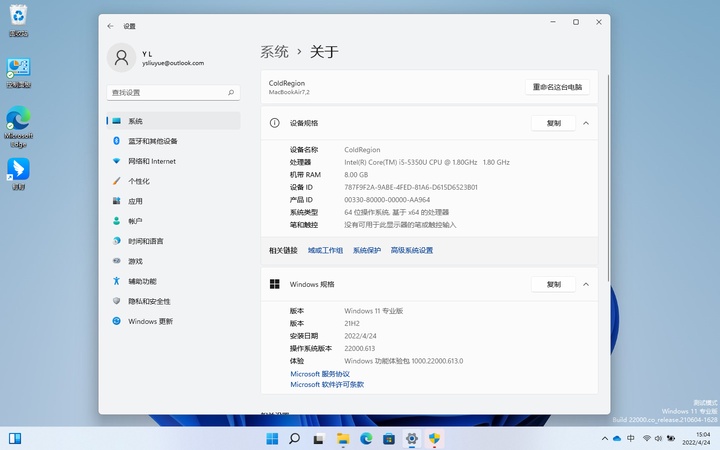 回收站
控制面板
Microsoft
Edge
设置
Y L
ysliuyue@outlook.com
查找设置
系统
蓝牙和其他设备
网络和 Internet
个性化
应用
帐户
时间和语言
游戏
辅助功能
隐私和安全性
Windows 更新
系统 › 关于
ColdRegion
MacBookAir7,2
重命名这台电脑
设备规格
复制
设备名称 ColdRegion
处理器 Intel(R) Core(TM) i5-5350U CPU @ 1.80GHz 1.80 GHz
机带 RAM 8.00 GB
设备 ID 787F9F2A-9ABE-4FED-81A6-D615D6523B01
产品 ID 00330-80000-00000-AA964
系统类型 64 位操作系统, 基于 x64 的处理器
笔和触控 没有可用于此显示器的笔或触控输入
相关链接 域或工作组 系统保护 高级系统设置
Windows 规格
复制
版本 Windows 11 专业版
版本 21H2
安装日期 2022/4/24
操作系统版本 22000.613
体验 Windows 功能体验包 1000.22000.613.0
Microsoft 服务协议
Microsoft 软件许可条款
测试模式
Windows 11 专业版
Build 22000.co_release.210604-1628
中
15:04
2022/4/24